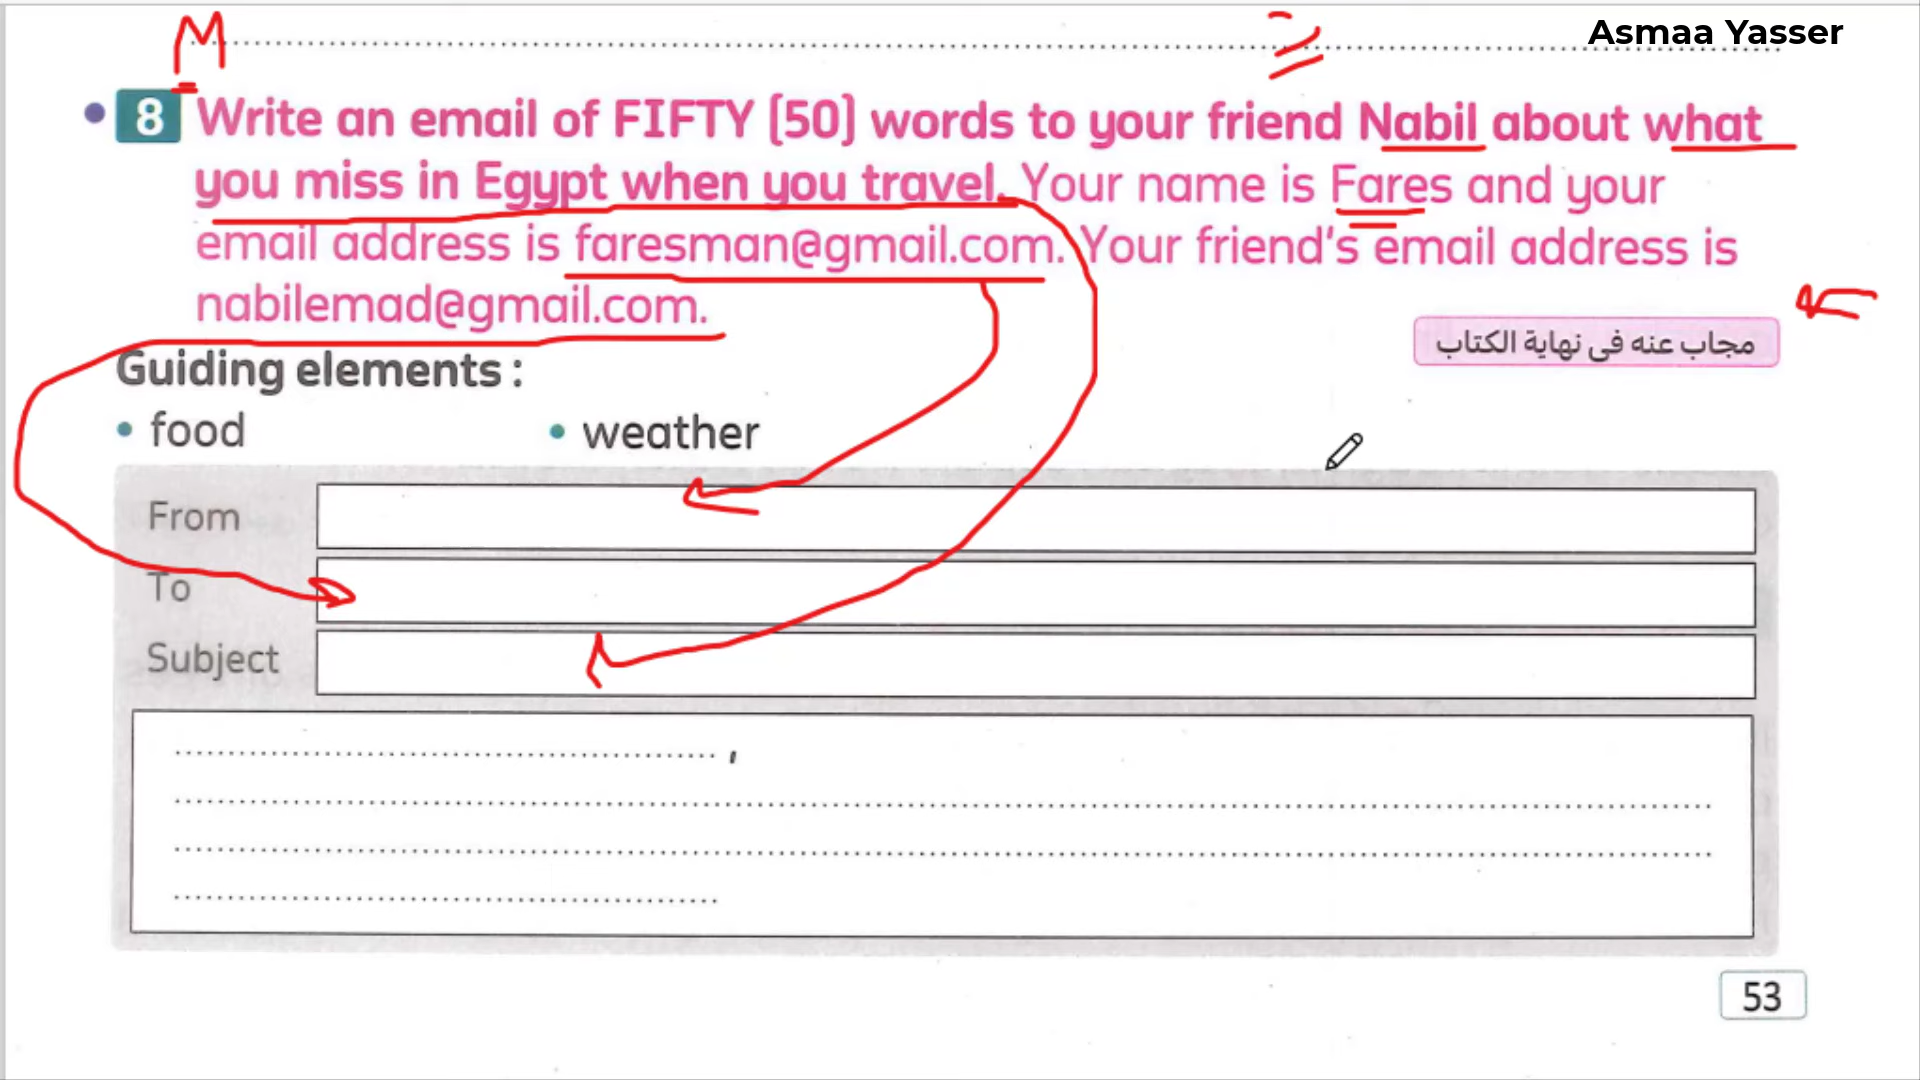 M
Asmaa Yasser
8 Write an email of FIFTY (50) words to your friend Nabil about what
you miss in Egypt when you travel. Your name is Fares and your
email address is faresman@gmail.com. Your friend's email address is
nabilemad@gmail.com.
مجاب عنه فى نهاية الكتاب
Guiding elements :
• food • weather
From
To
Subject
,
53